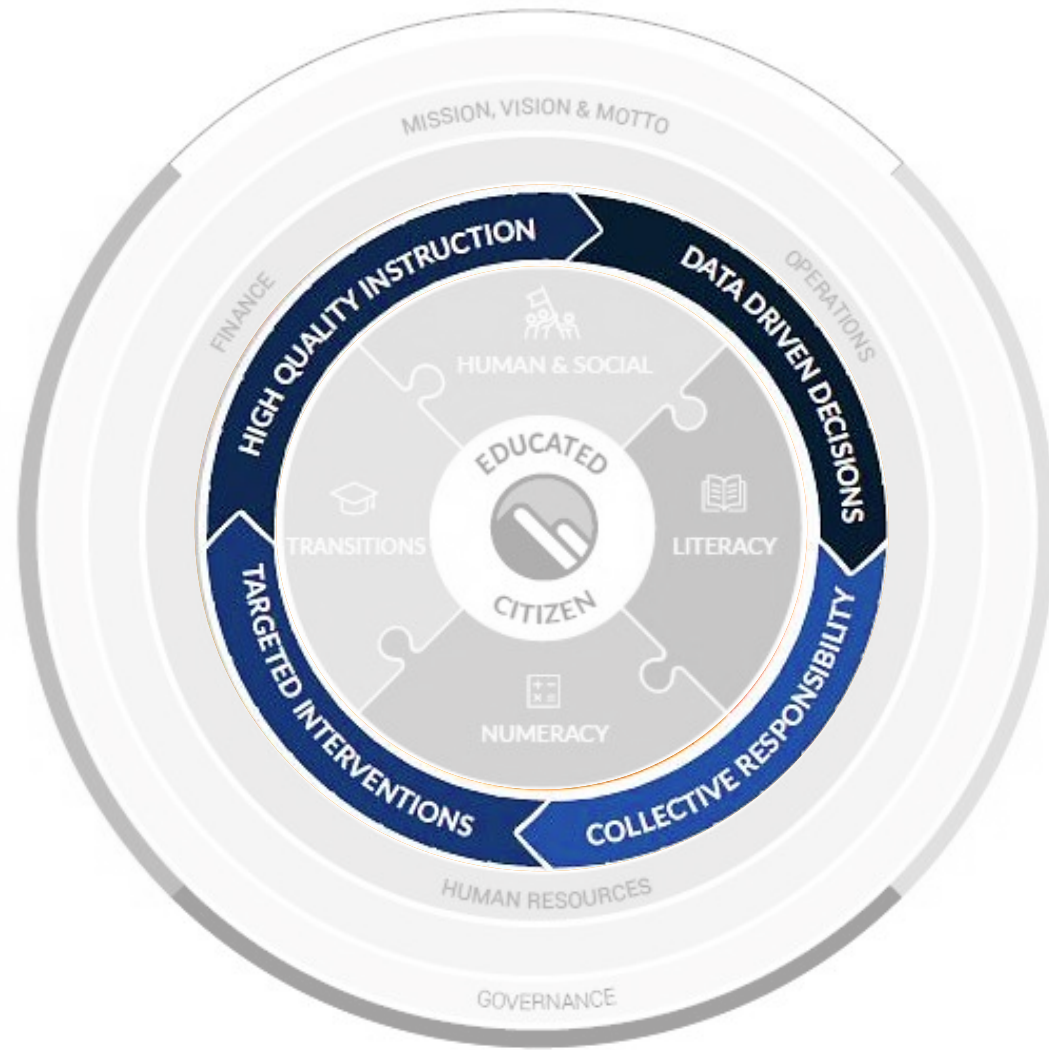 MISSION, VISION & MOTTO
FINANCE
OPERATIONS
HIGH QUALITY INSTRUCTION
DATA DRIVEN DECISIONS
COLLECTIVE RESPONSIBILITY
TARGETED INTERVENTIONS
HUMAN & SOCIAL
TRANSITIONS
EDUCATED
CITIZEN
LITERACY
NUMERACY
HUMAN RESOURCES
GOVERNANCE